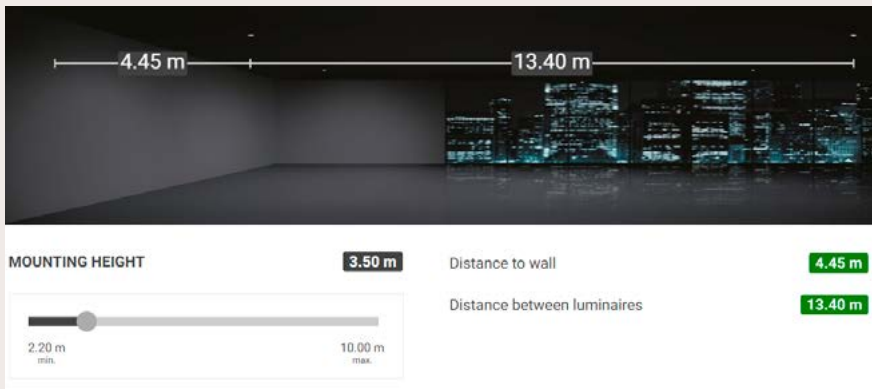 4.45 m
13.40 m
MOUNTING HEIGHT 3.50 m
2.20 m
min.
10.00 m
max.
Distance to wall 4.45 m
Distance between luminaires 13.40 m